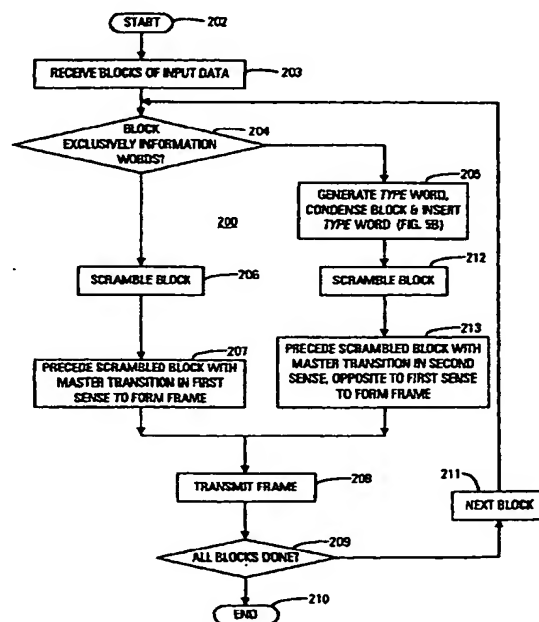 START
202
RECEIVE BLOCKS OF INPUT DATA
203
BLOCK
EXCLUSIVELY INFORMATION
WORDS?
204
205
GENERATE TYPE WORD,
CONDENSE BLOCK & INSERT
TYPE WORD (FIG. 5B)
200
SCRAMBLE BLOCK
206
SCRAMBLE BLOCK
212
207
PRECEDE SCRAMBLED BLOCK WITH
MASTER TRANSITION IN FIRST
SENSE TO FORM FRAME
213
PRECEDE SCRAMBLED BLOCK WITH
MASTER TRANSITION IN SECOND
SENSE, OPPOSITE TO FIRST SENSE
TO FORM FRAME
TRANSMIT FRAME
208
211
NEXT BLOCK
ALL BLOCKS DONE?
209
END
210